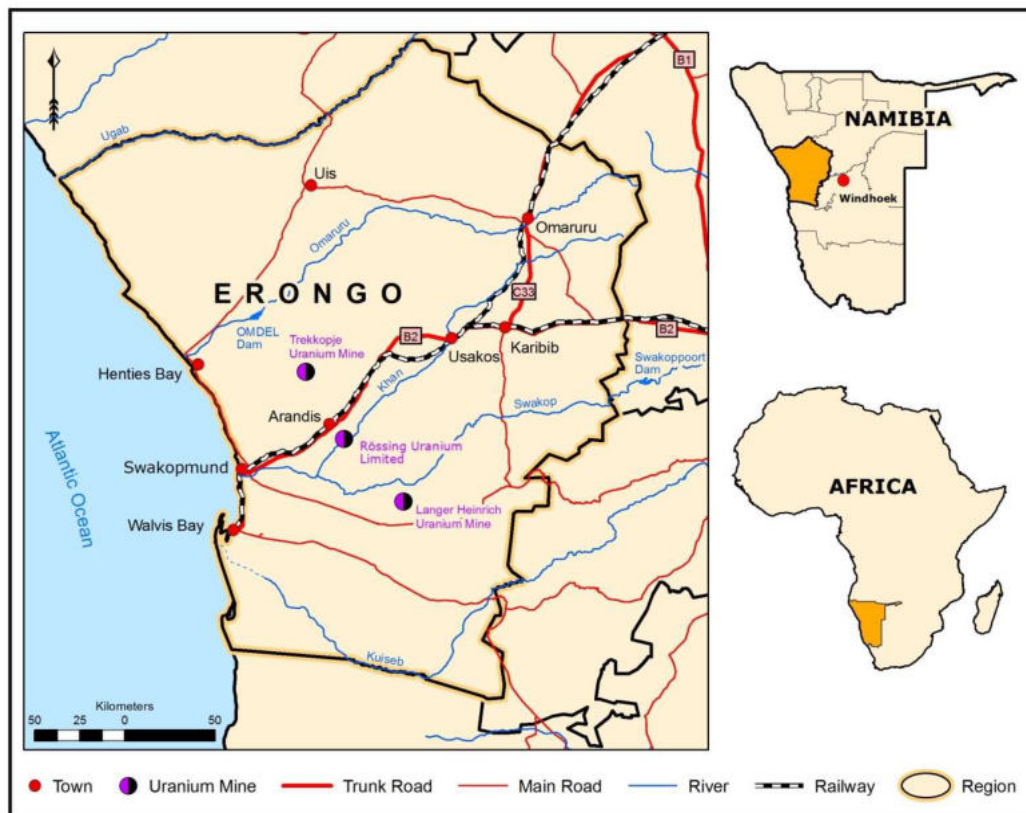 B1
Ugab
Uis
Omaruru
Omaruru
ERONGO
C33
OMDEL
Dam
Trekkopje
Uranium Mine
B2
B2
Usakos
Karibib
Henties Bay
Khan
Swakoppoort
Dam
Swakop
Arandis
Rössing Uranium
Limited
Swakopmund
Langer Heinrich
Uranium Mine
Atlantic Ocean
Walvis Bay
Kuiseb
Kilometers
50 25 0 50
NAMIBIA
Windhoek
AFRICA
Town Uranium Mine Trunk Road Main Road River Railway Region